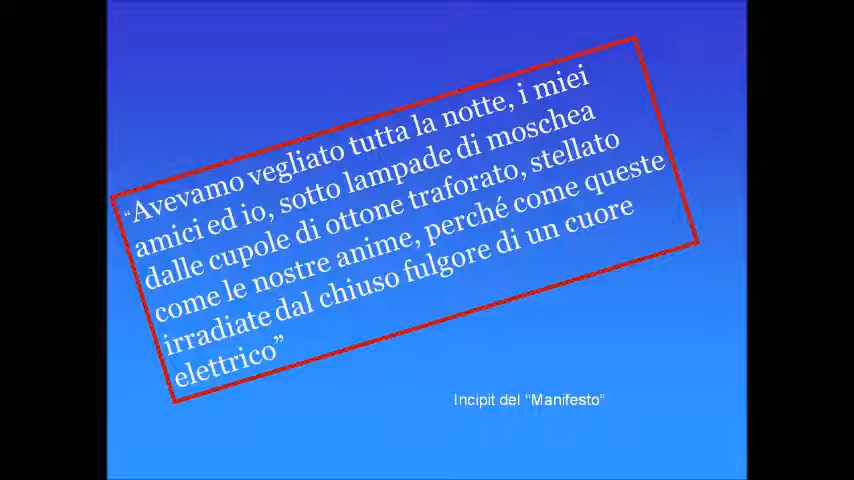 “Avevamo vegliato tutta la notte, i miei
amici ed io, sotto lampade di moschea
dalle cupole di ottone traforato, stellato
come le nostre anime, perché come queste
irradiate dal chiuso fulgore di un cuore
elettrico”
Incipit del “Manifesto”